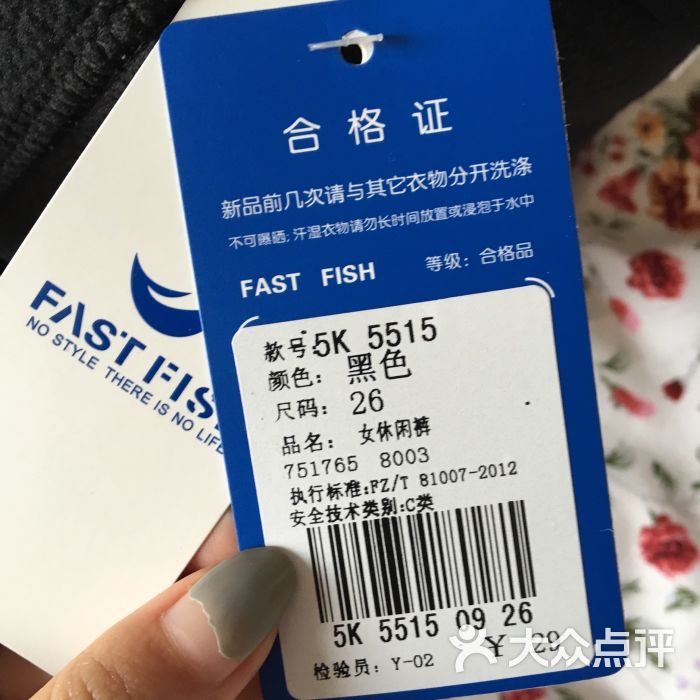 合格证
新品前几次请与其它衣物分开洗涤
不可曝晒;汗湿衣物请勿长时间放置或浸泡于水中
FAST FISH 等级:合格品
款号:5K 5515
颜色:黑色
尺码:26
品名:女休闲裤
751765 8003
执行标准:FZ/T 81007-2012
安全技术类别:C类
5K 5515 09 26
¥
检验员:Y-02
FAST FIS
NO STYLE THERE IS NO LIFE
大众点评